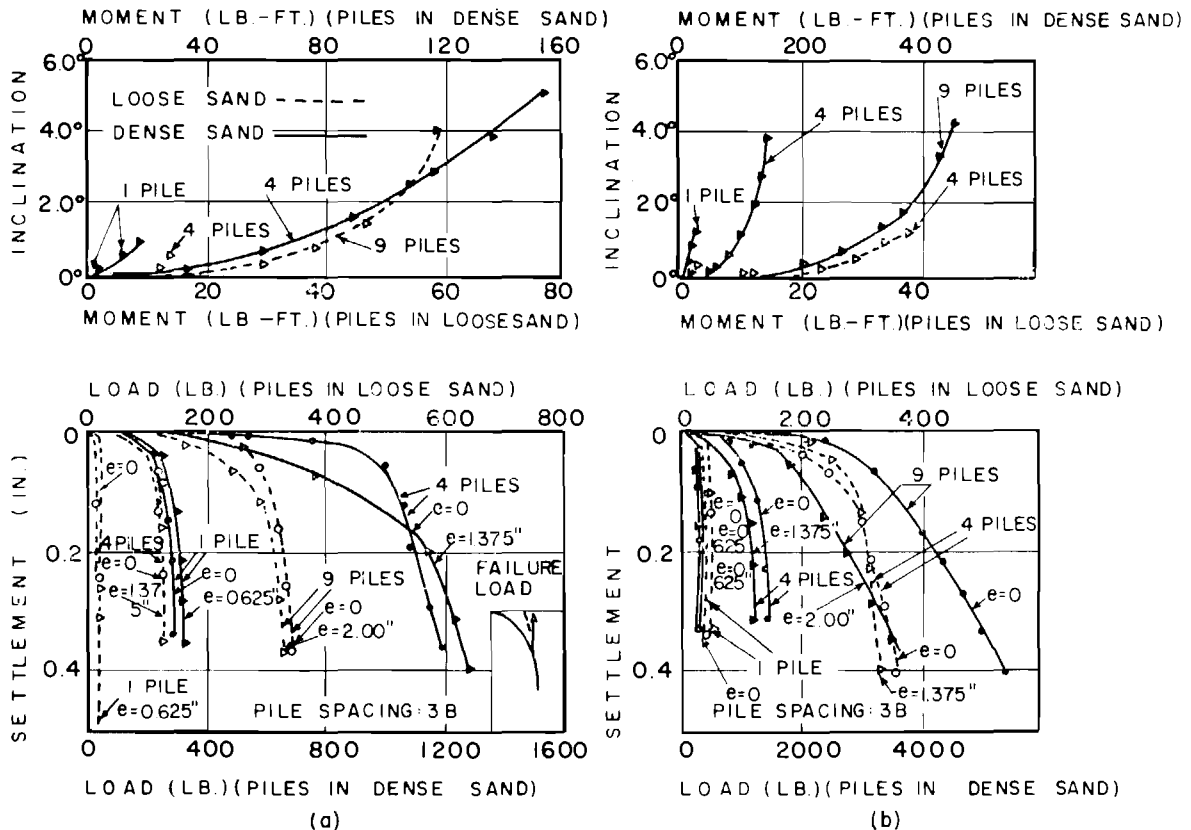 MOMENT (LB.-FT.) (PILES IN DENSE SAND)
0 40 80 120 160
6.0°
4.0°
2.0°
0°
INCLINATION
LOOSE SAND
DENSE SAND
1 PILE
4 PILES
4 PILES
9 PILES
0 20 40 60 80
MOMENT (LB.-FT.) (PILES IN LOOSE SAND)
MOMENT (LB.-FT.) (PILES IN DENSE SAND)
0 200 400
6.0°
4.0°
2.0°
0°
INCLINATION
1 PILE
4 PILES
9 PILES
4 PILES
0 20 40
MOMENT (LB.-FT.) (PILES IN LOOSE SAND)
LOAD (LB.) (PILES IN LOOSE SAND)
0 200 400 600 800
0
0.2
0.4
SETTLEMENT (IN.)
e=0
4 PILES
e=0
e=1.37
5"
1 PILE
e=0
e=0.625"
1 PILE
e=0.625"
9 PILES
e=0
e=2.00"
4 PILES
e=0
e=1.375"
FAILURE
LOAD
PILE SPACING: 3B
0 400 800 1200 1600
LOAD (LB.) (PILES IN DENSE SAND)
(a)
LOAD (LB.) (PILES IN LOOSE SAND)
0 200 400
0
0.2
0.4
SETTLEMENT (IN.)
e=
0
625"
e=
0
625"
e=0
e=1.375"
4 PILES
e=2.00"
9 PILES
4 PILES
e=0
1 PILE
e=0
e=0
e=1.375"
PILE SPACING: 3B
0 2000 4000
LOAD (LB.) (PILES IN DENSE SAND)
(b)